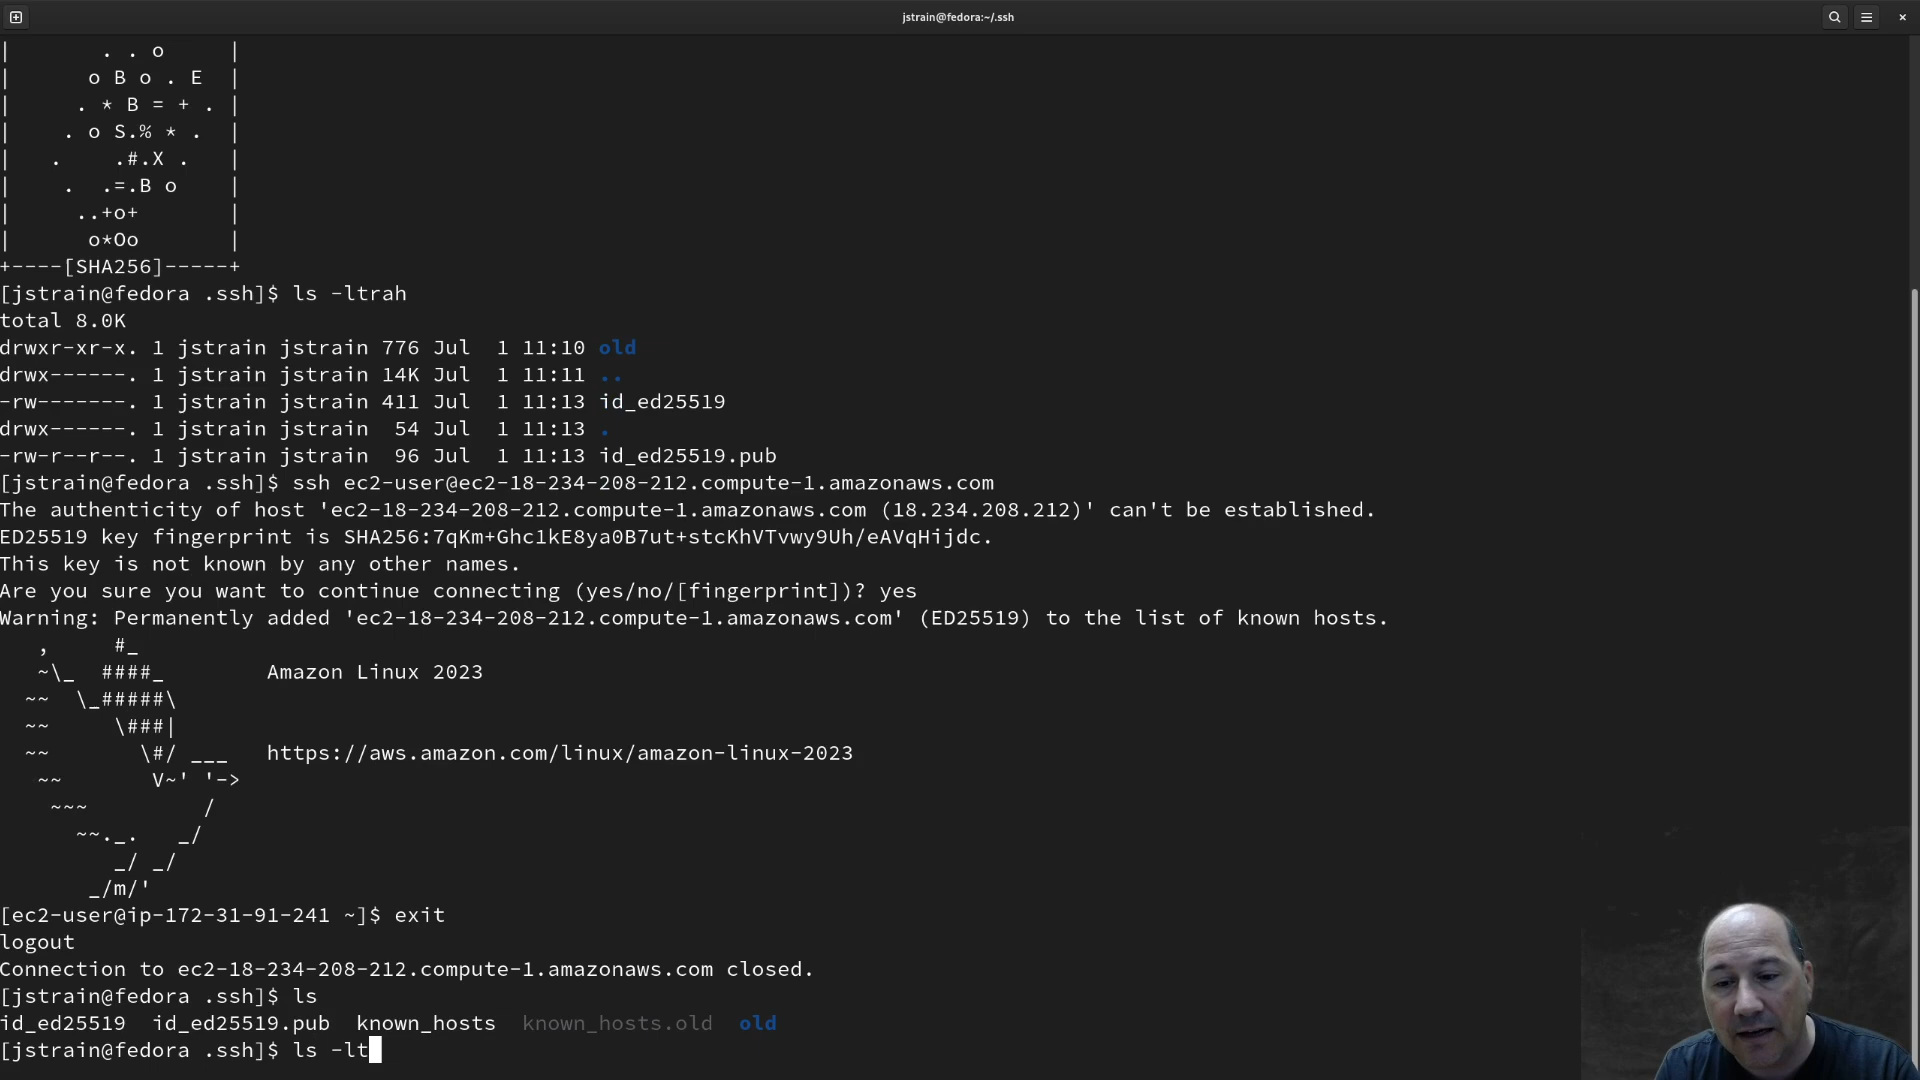 jstrain@fedora:~/.ssh
|        . . o     |
|       o B o . E  |
|      . * B = + . |
|     . o S.% * .  |
|    .    .#.X .   |
|     .  .=.B o    |
|      ..+o+       |
|       o*Oo       |
+----[SHA256]-----+
[jstrain@fedora .ssh]$ ls -ltrah
total 8.0K
drwxr-xr-x. 1 jstrain jstrain 776 Jul  1 11:10 old
drwx------. 1 jstrain jstrain 14K Jul  1 11:11 ..
-rw-------. 1 jstrain jstrain 411 Jul  1 11:13 id_ed25519
drwx------. 1 jstrain jstrain  54 Jul  1 11:13 .
-rw-r--r--. 1 jstrain jstrain  96 Jul  1 11:13 id_ed25519.pub
[jstrain@fedora .ssh]$ ssh ec2-user@ec2-18-234-208-212.compute-1.amazonaws.com
The authenticity of host 'ec2-18-234-208-212.compute-1.amazonaws.com (18.234.208.212)' can't be established.
ED25519 key fingerprint is SHA256:7qKm+Ghc1kE8ya0B7ut+stcKhVTvwy9Uh/eAVqHijdc.
This key is not known by any other names.
Are you sure you want to continue connecting (yes/no/[fingerprint])? yes
Warning: Permanently added 'ec2-18-234-208-212.compute-1.amazonaws.com' (ED25519) to the list of known hosts.
   ,     #_
   ~\_  ####_        Amazon Linux 2023
  ~~  \_#####\
  ~~     \###|
  ~~       \#/ ___   https://aws.amazon.com/linux/amazon-linux-2023
   ~~       V~' '->
    ~~~         /
      ~~._.   _/
         _/ _/
       _/m/'
[ec2-user@ip-172-31-91-241 ~]$ exit
logout
Connection to ec2-18-234-208-212.compute-1.amazonaws.com closed.
[jstrain@fedora .ssh]$ ls
id_ed25519  id_ed25519.pub  known_hosts  known_hosts.old  old
[jstrain@fedora .ssh]$ ls -lt